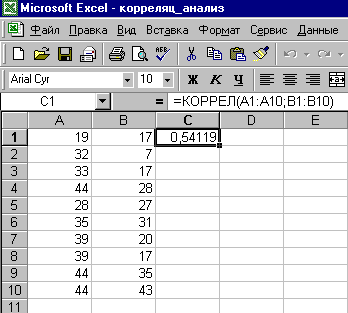 Microsoft Excel - корреляц_анализ
Файл Правка Вид Вставка Формат Сервис Данные
Arial Cyr 10 Ж К Ч
C1 = =КОРРЕЛ(A1:A10;B1:B10)
A B C D E
1 19 17 0,54119
2 32 7
3 33 17
4 44 28
5 28 27
6 35 31
7 39 20
8 39 17
9 44 35
10 44 43
11